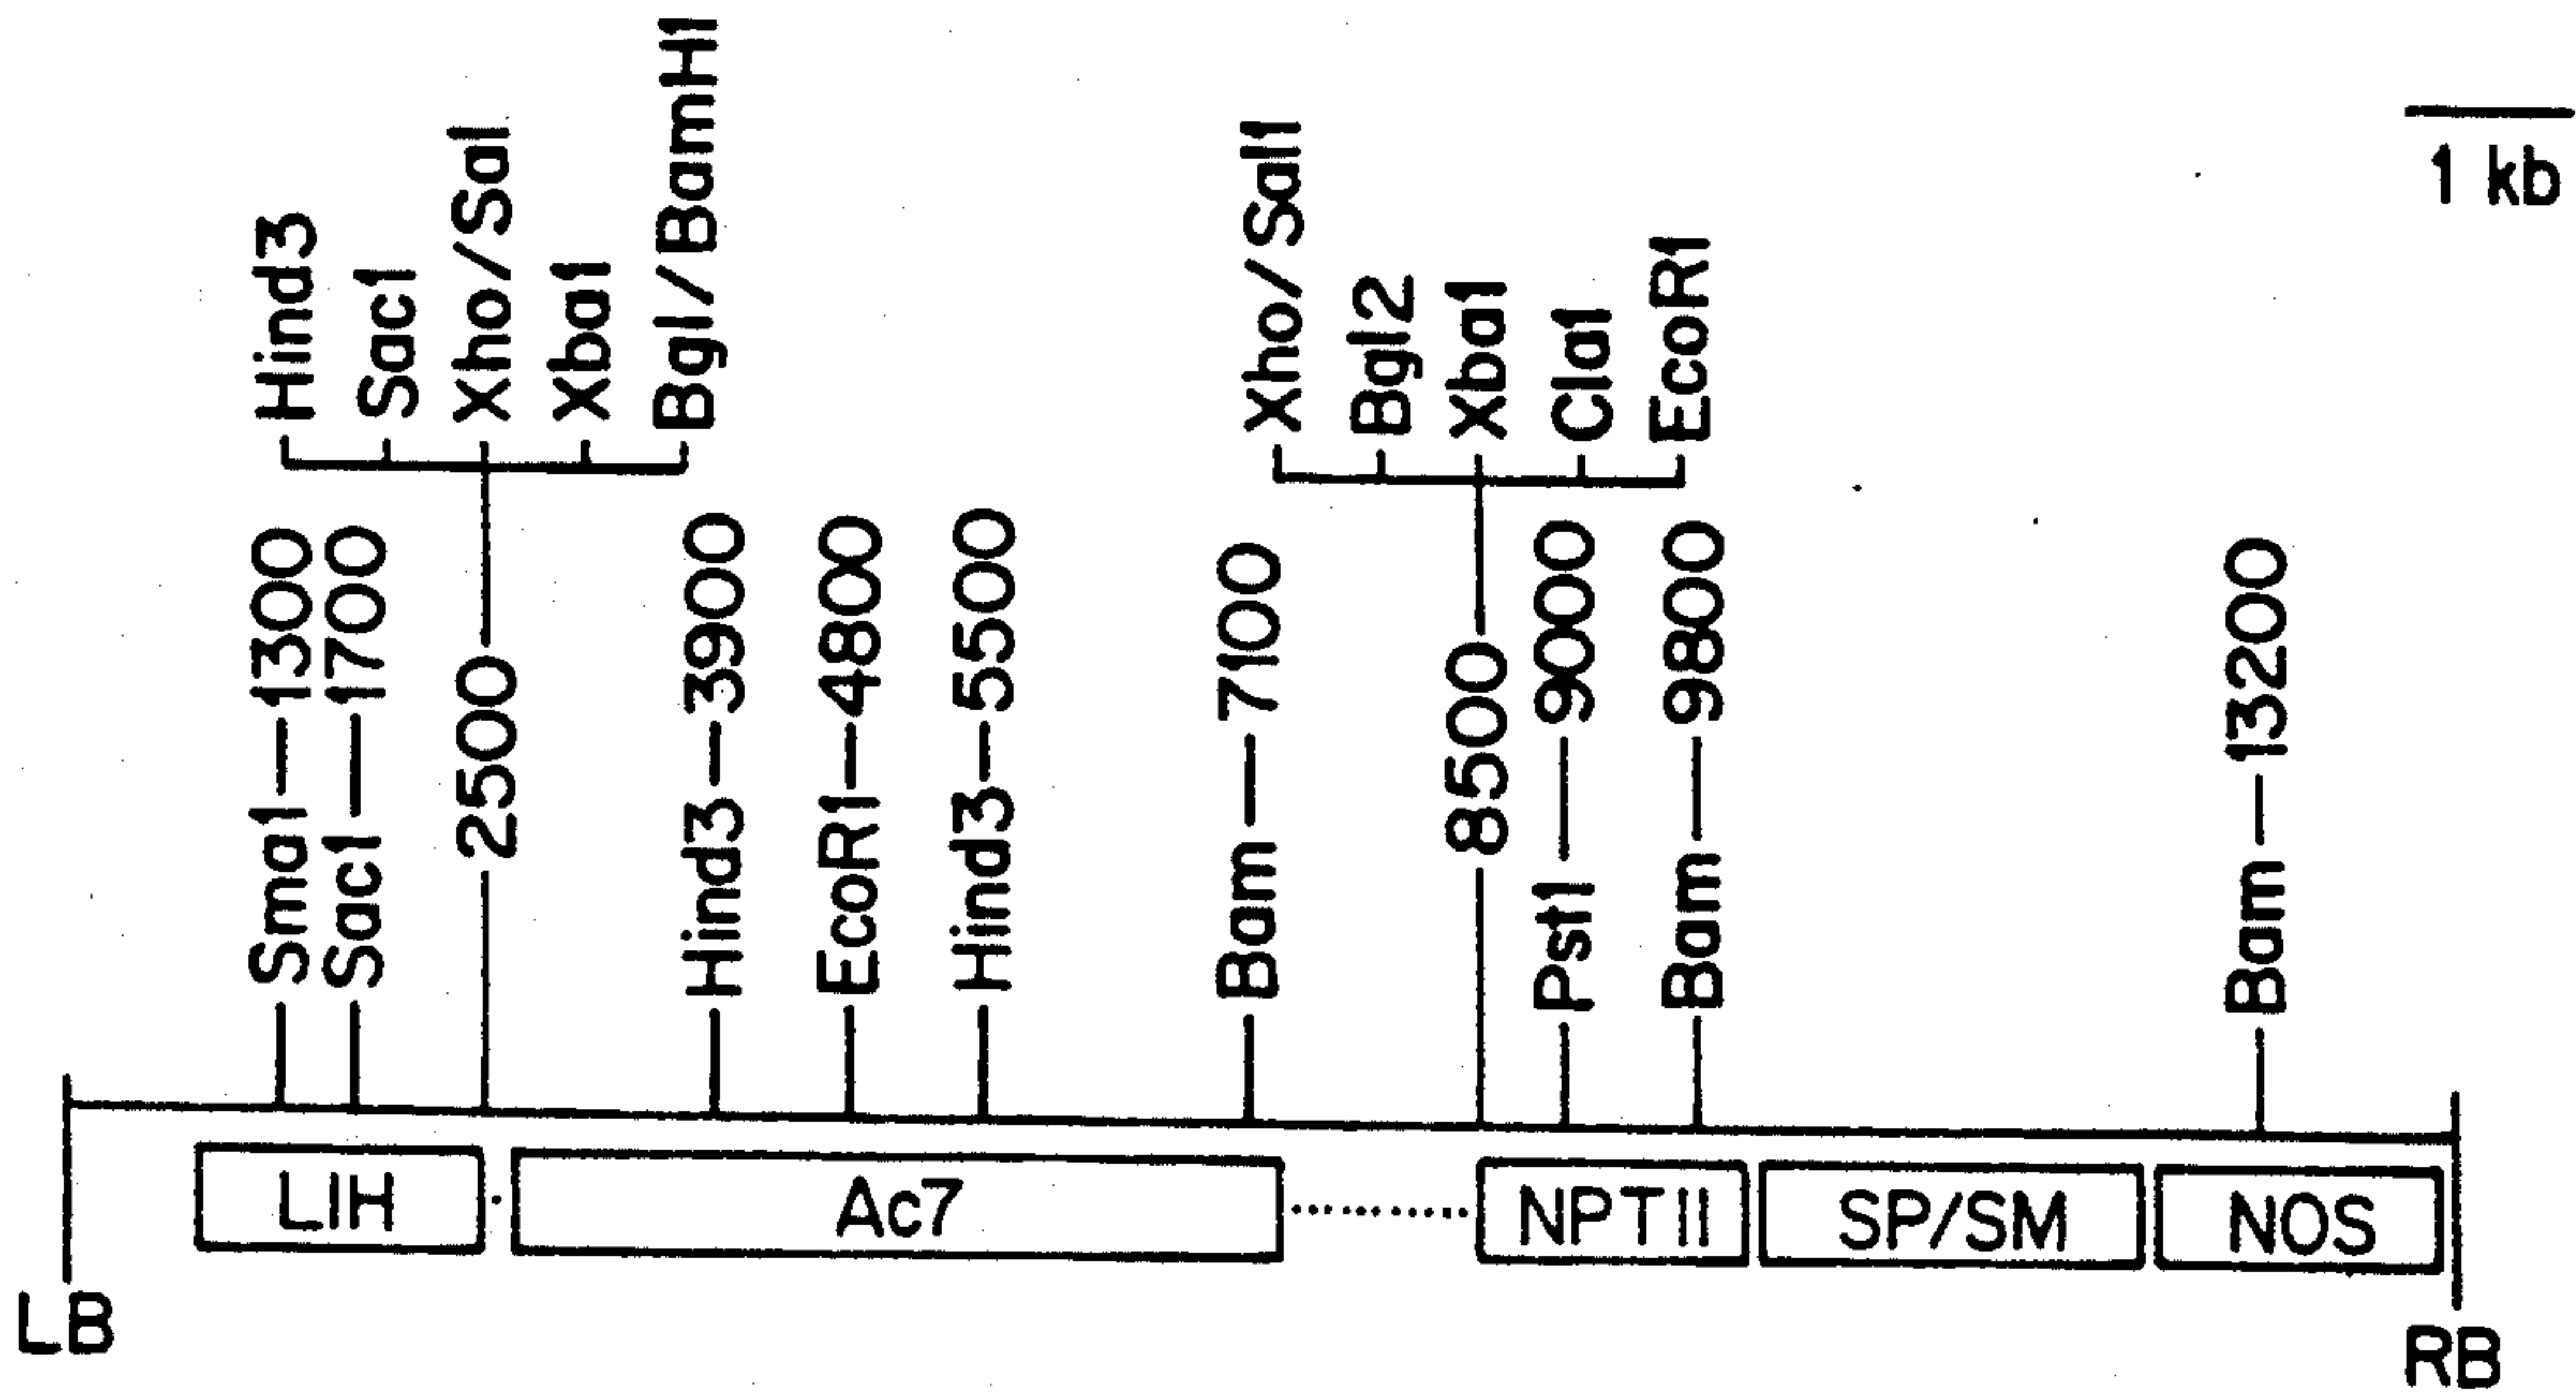 Hind3
Sac1
Xho/Sal
Xba1
Bgl/BamH1
Xho/Sal1
Bgl2
Xba1
Cla1
EcoR1
1 kb
Sma1—1300
Sac1—1700
2500
Hind3—3900
EcoR1—4800
Hind3—5500
Bam—7100
8500
Pst1—9000
Bam—9800
Bam—13200
LIH
Ac7
NPTII
SP/SM
NOS
LB
RB